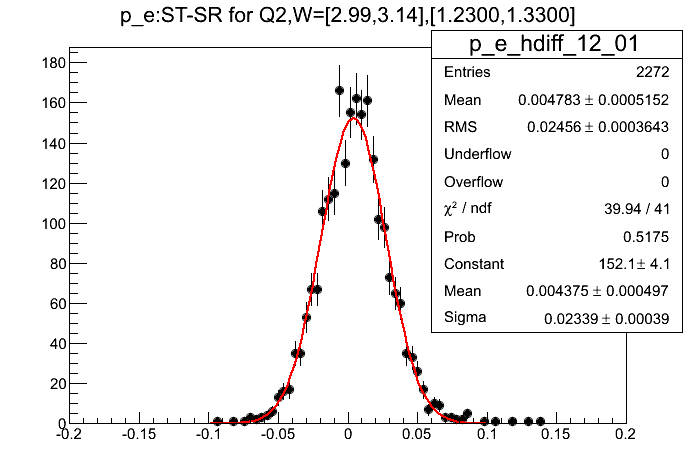 p_e:ST-SR for Q2,W=[2.99,3.14],[1.2300,1.3300]
p_e_hdiff_12_01
Entries 2272
Mean 0.004783 ± 0.0005152
RMS 0.02456 ± 0.0003643
Underflow 0
Overflow 0
χ² / ndf 39.94 / 41
Prob 0.5175
Constant 152.1± 4.1
Mean 0.004375 ± 0.000497
Sigma 0.02339 ± 0.00039
180
160
140
120
100
80
60
40
20
0
-0.2 -0.15 -0.1 -0.05 0 0.05 0.1 0.15 0.2